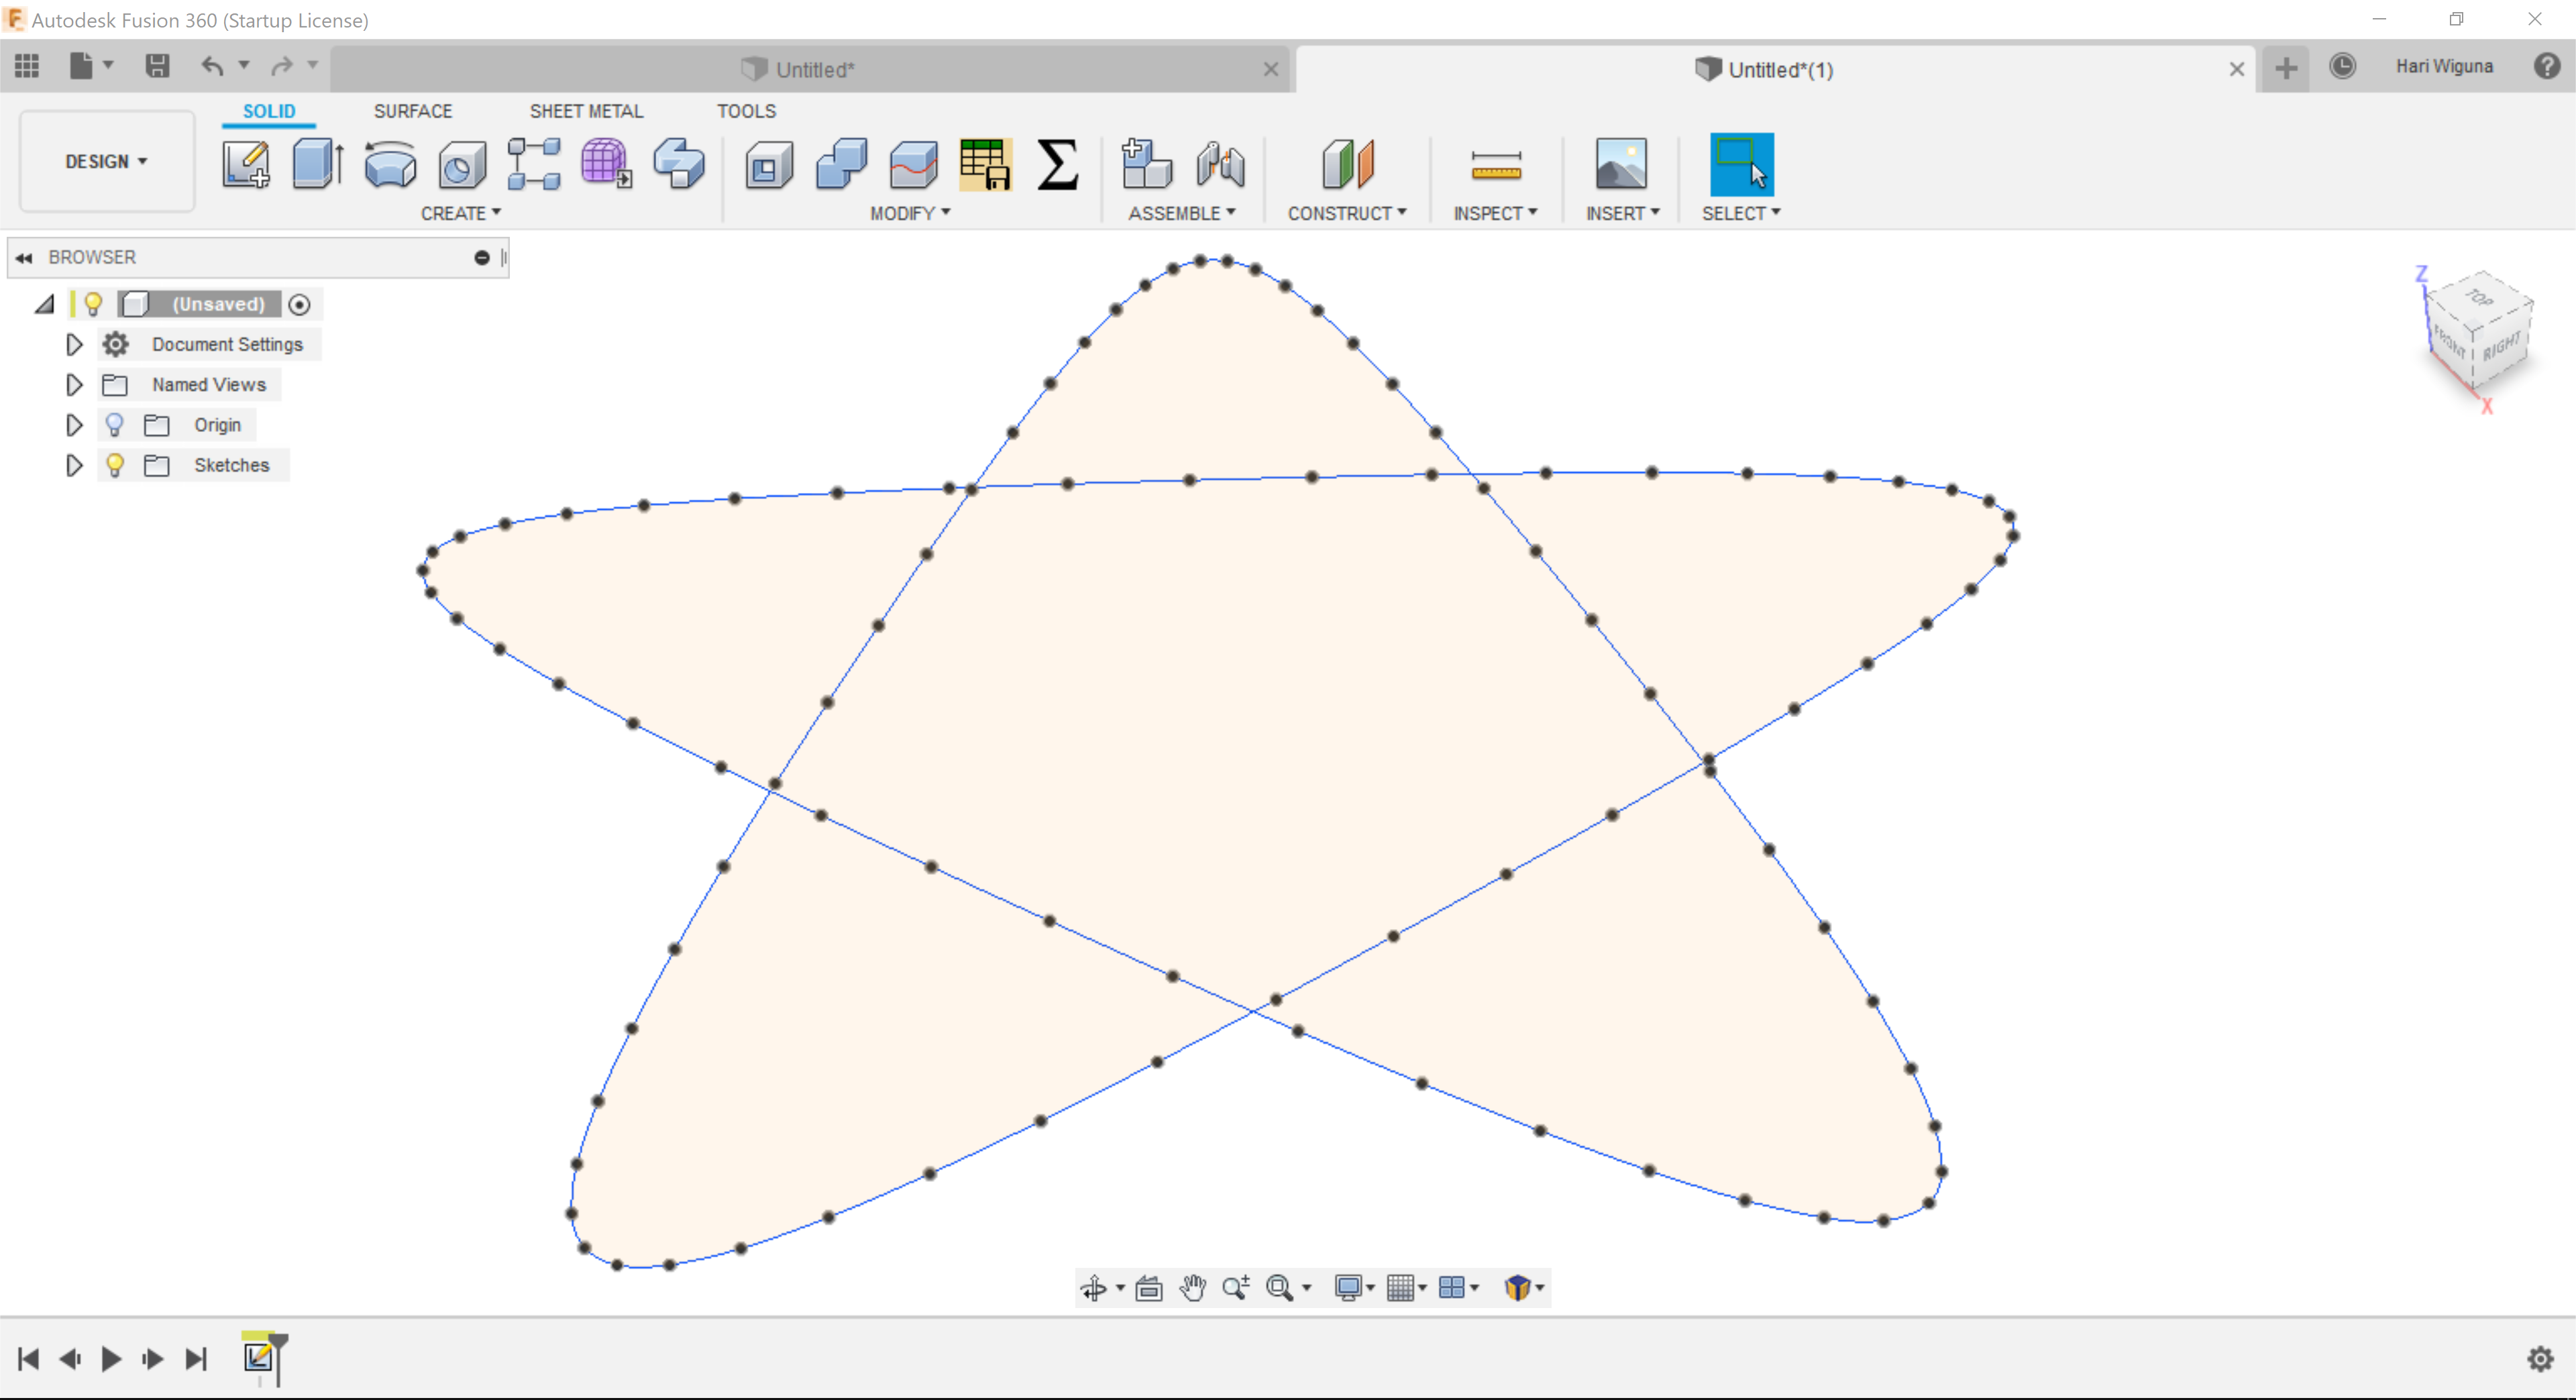 Autodesk Fusion 360 (Startup License)
Untitled*
Untitled*(1)
Hari Wiguna
DESIGN
SOLID
SURFACE
SHEET METAL
TOOLS
CREATE
MODIFY
ASSEMBLE
CONSTRUCT
INSPECT
INSERT
SELECT
BROWSER
(Unsaved)
Document Settings
Named Views
Origin
Sketches
Z
TOP
FRONT
RIGHT
X